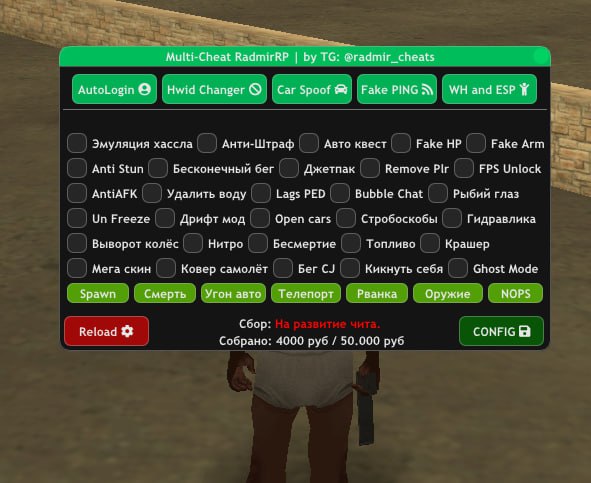 Multi-Cheat RadmirRP | by TG: @radmir_cheats
AutoLogin Hwid Changer Car Spoof Fake PING WH and ESP
Эмуляция хассла Анти-Штраф Авто квест Fake HP Fake Arm
Anti Stun Бесконечный бег Джетпак Remove Plr FPS Unlock
AntiAFK Удалить воду Lags PED Bubble Chat Рыбий глаз
Un Freeze Дрифт мод Open cars Стробоскобы Гидравлика
Выворот колёс Нитро Бесмертие Топливо Крашер
Мега скин Ковер самолёт Бег CJ Кикнуть себя Ghost Mode
Spawn Смерть Угон авто Телепорт Рванка Оружие NOPS
Reload Сбор: На развитие чита. CONFIG
Собрано: 4000 руб / 50.000 руб